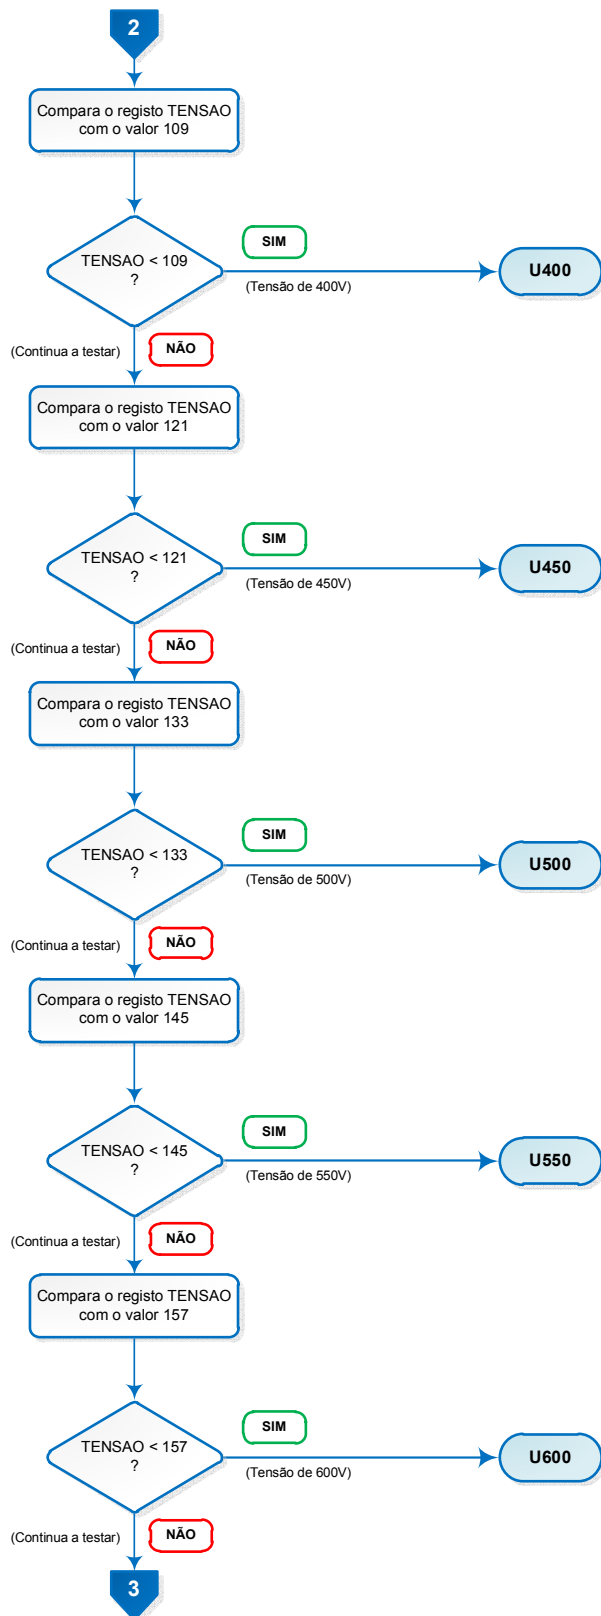 2
Compara o registo TENSAO
com o valor 109
TENSAO < 109
?
SIM
(Tensão de 400V)
U400
(Continua a testar)
NÃO
Compara o registo TENSAO
com o valor 121
TENSAO < 121
?
SIM
(Tensão de 450V)
U450
(Continua a testar)
NÃO
Compara o registo TENSAO
com o valor 133
TENSAO < 133
?
SIM
(Tensão de 500V)
U500
(Continua a testar)
NÃO
Compara o registo TENSAO
com o valor 145
TENSAO < 145
?
SIM
(Tensão de 550V)
U550
(Continua a testar)
NÃO
Compara o registo TENSAO
com o valor 157
TENSAO < 157
?
SIM
(Tensão de 600V)
U600
(Continua a testar)
NÃO
3